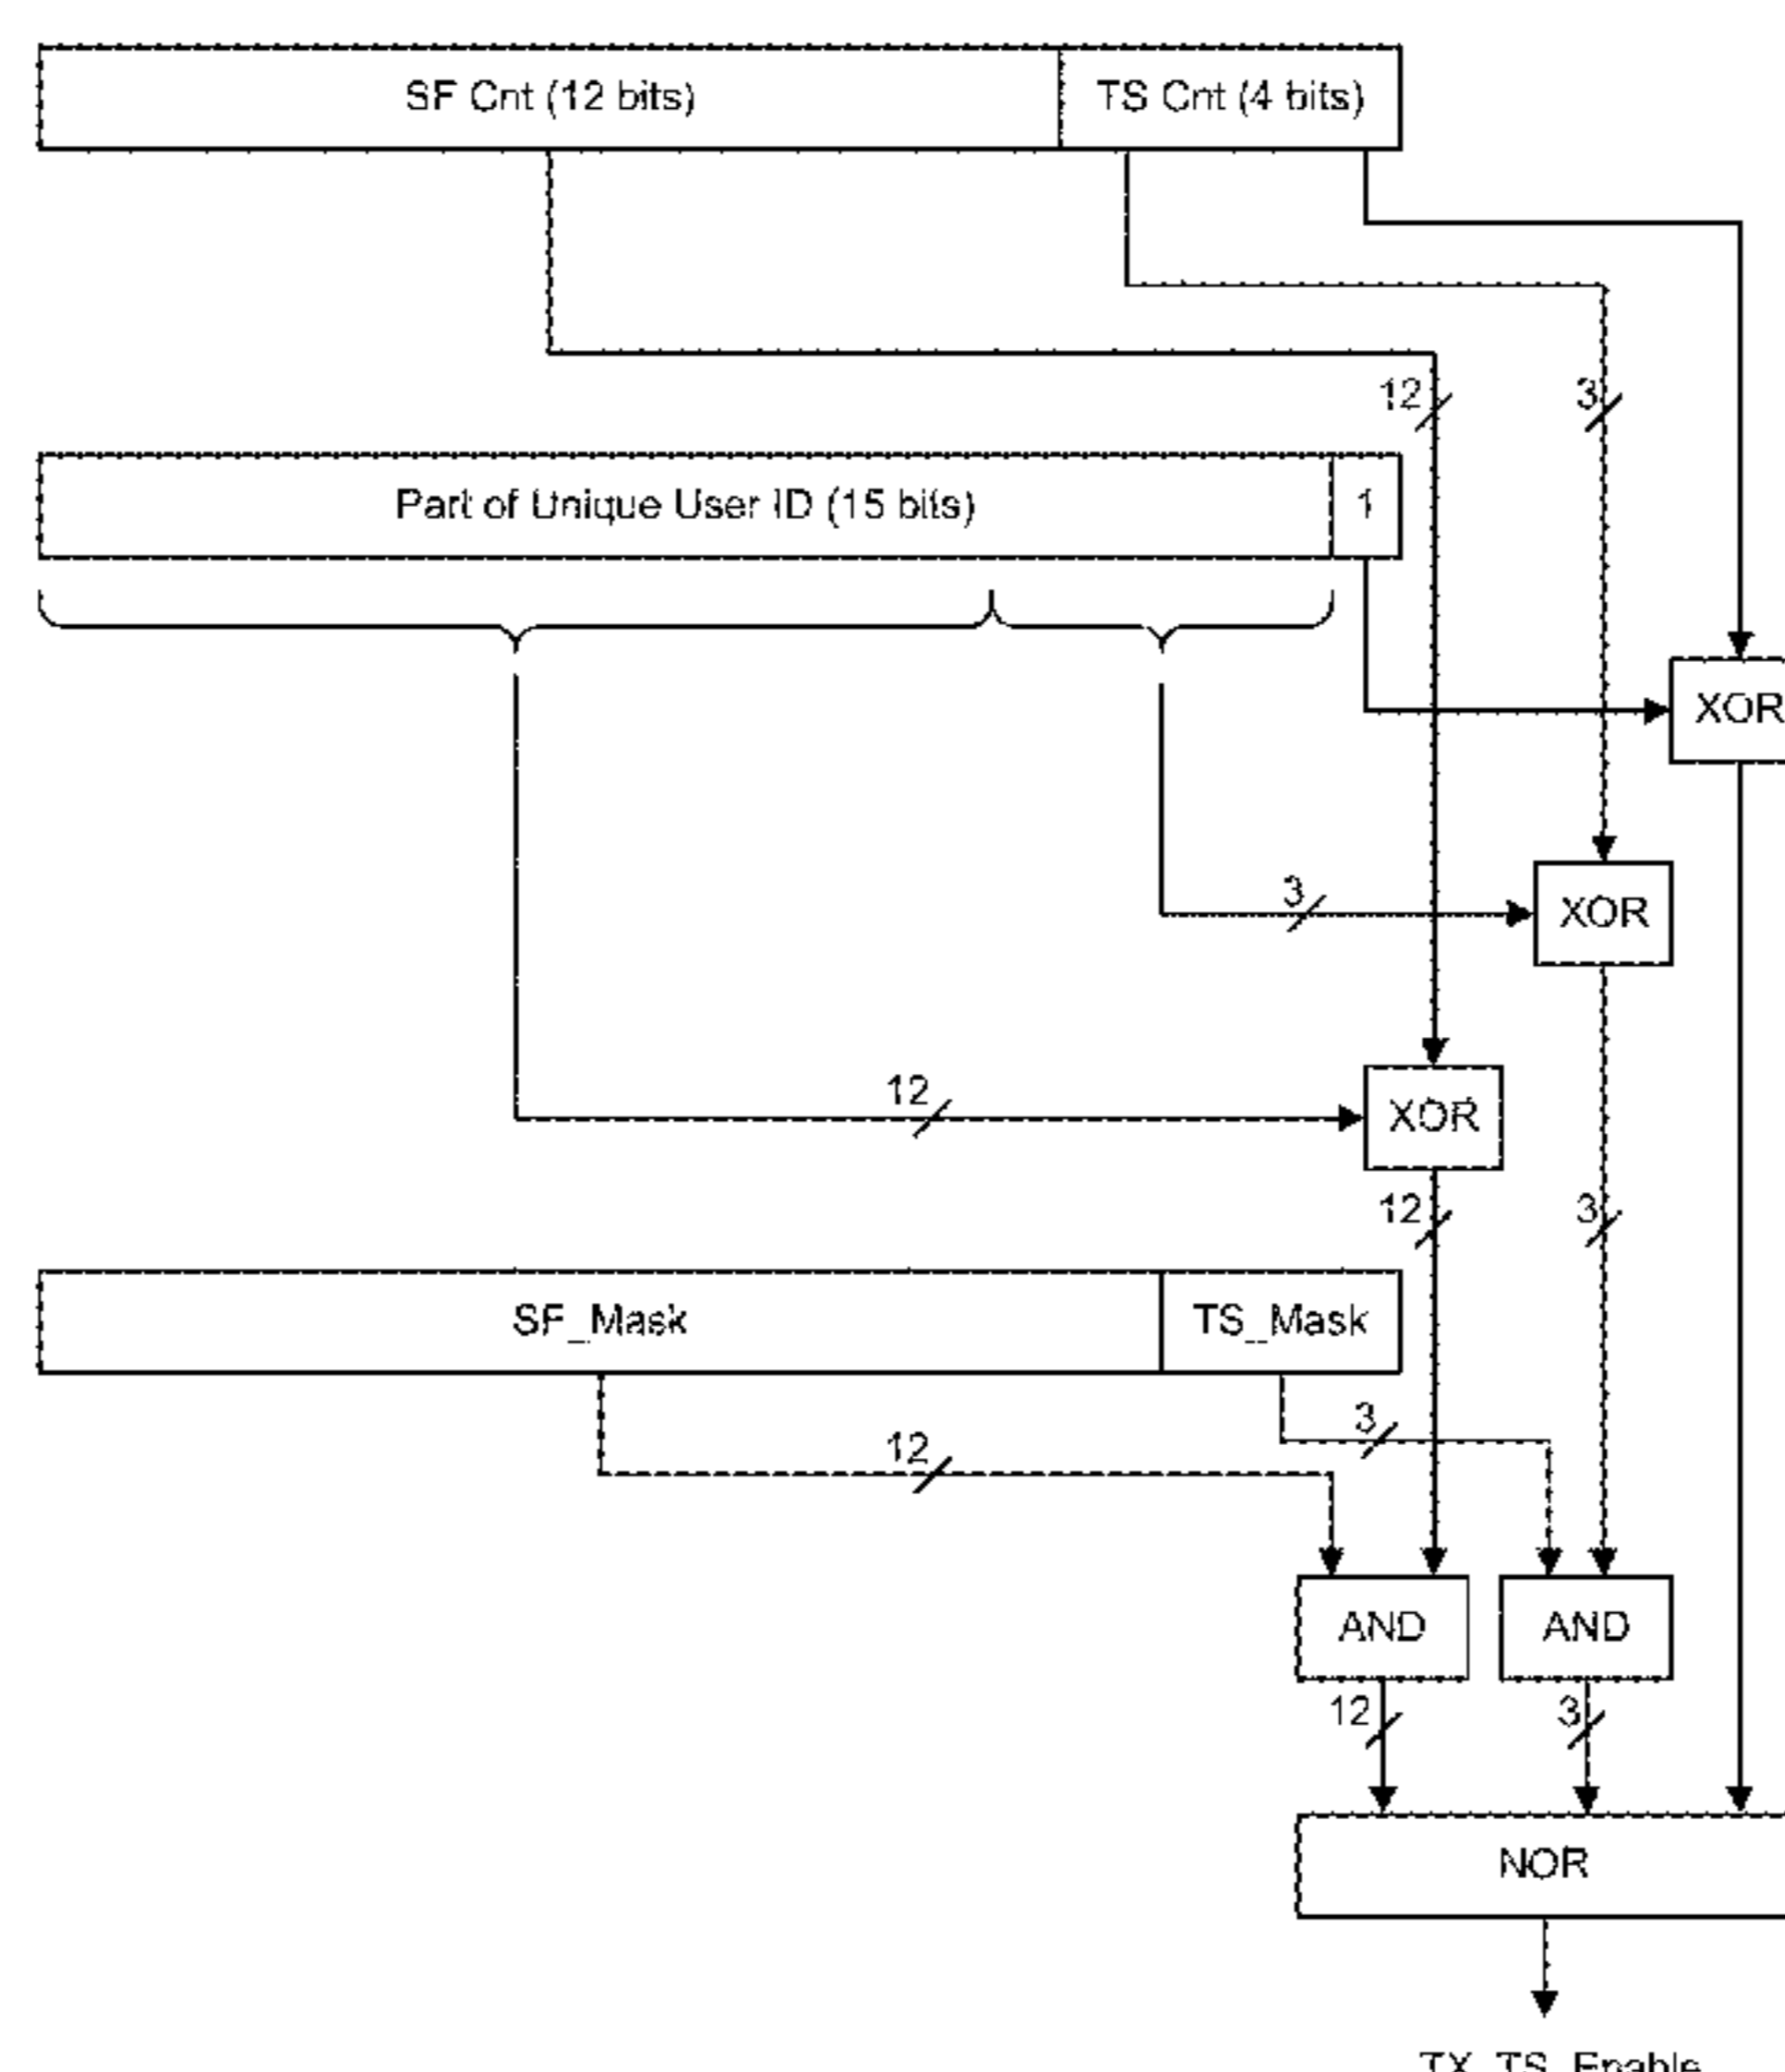 SF Cnt (12 bits) TS Cnt (4 bits)
12 3
Part of Unique User ID (15 bits) 1
XOR
3 XOR
12 XOR
12 3
SF_Mask TS_Mask
3
12
AND AND
12 3
NOR
TX_TS_Enable